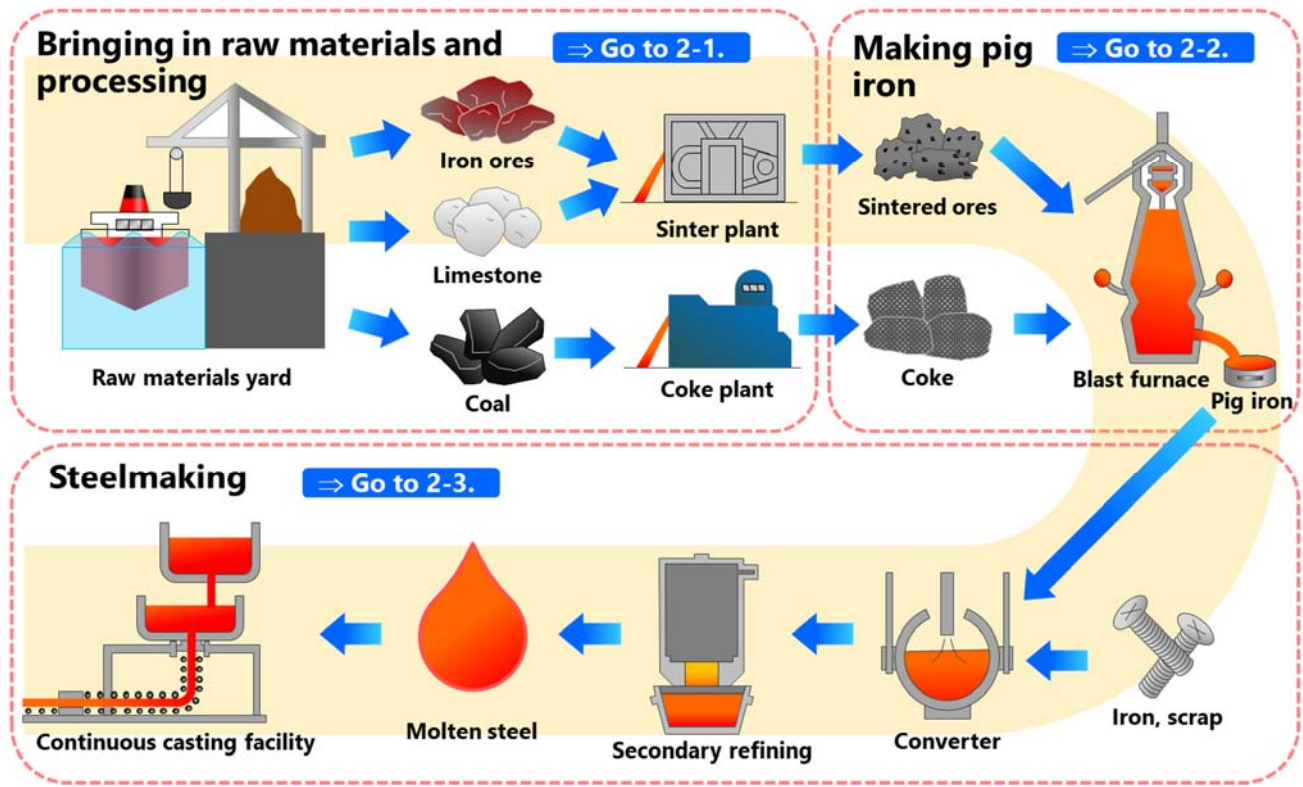 Bringing in raw materials and
processing
⇒ Go to 2-1.
Iron ores
Limestone
Coal
Raw materials yard
Sinter plant
Coke plant
Making pig
iron
⇒ Go to 2-2.
Sintered ores
Coke
Blast furnace
Pig iron
Steelmaking
⇒ Go to 2-3.
Continuous casting facility
Molten steel
Secondary refining
Converter
Iron, scrap